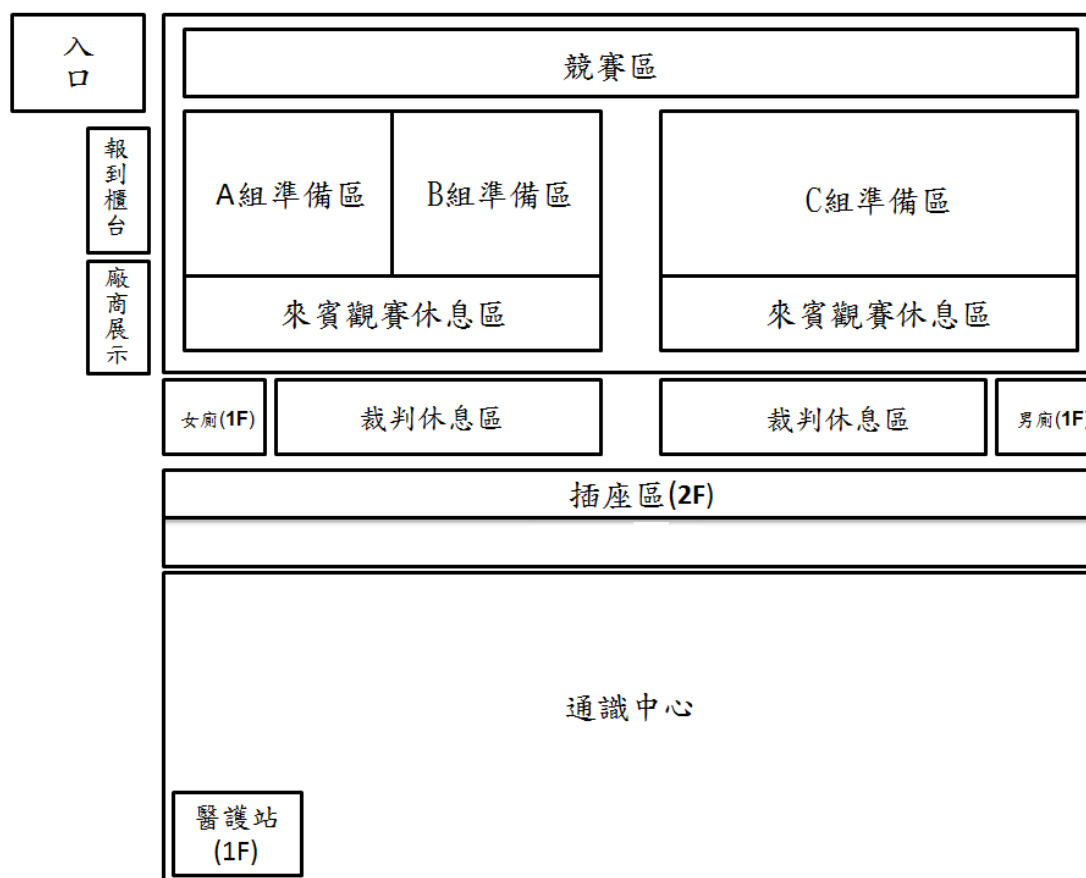 入
口
競賽區
報
到
櫃
台
A組準備區
B組準備區
C組準備區
廠
商
展
示
來賓觀賽休息區
來賓觀賽休息區
女廁(1F)
裁判休息區
裁判休息區
男廁(1F)
插座區(2F)
通識中心
醫護站
(1F)